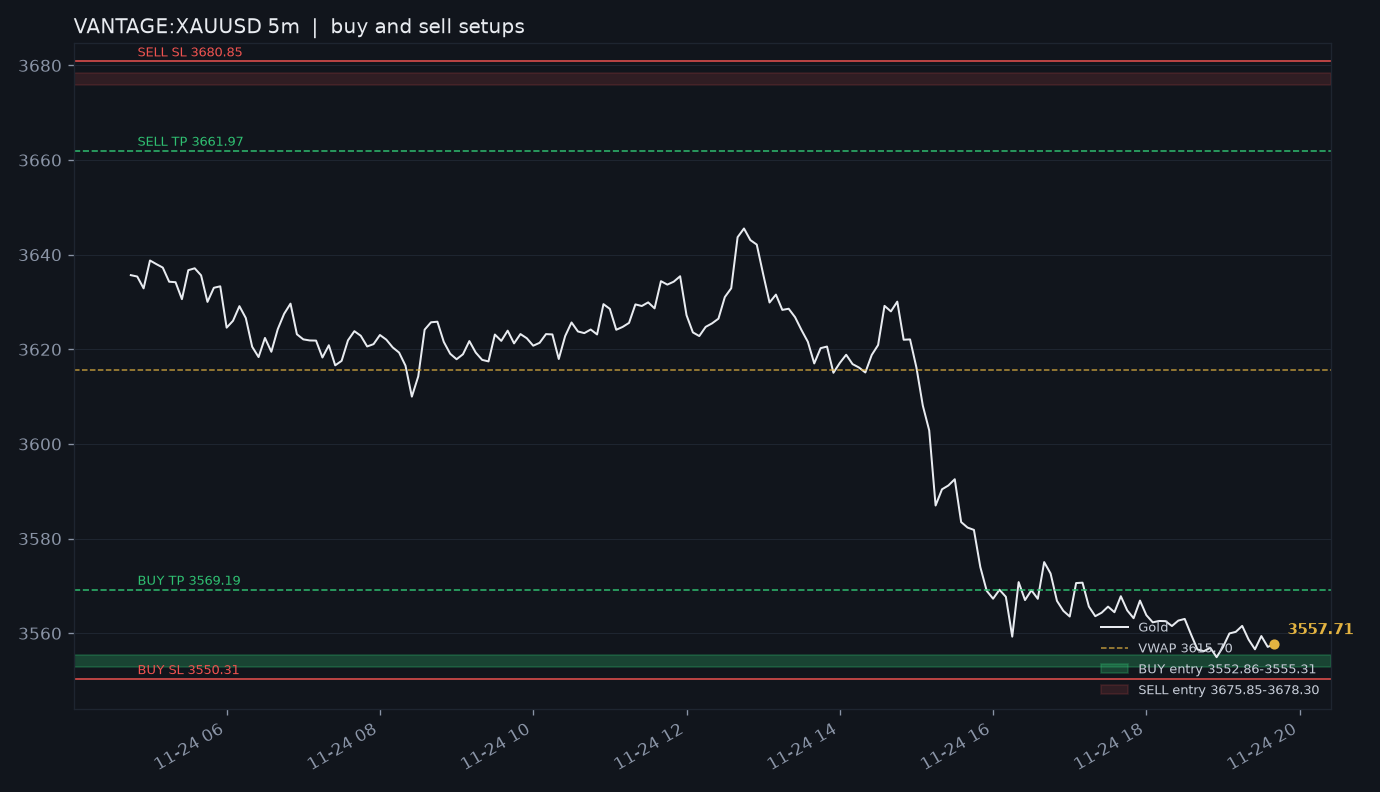 VANTAGE:XAUUSD 5m | buy and sell setups
SELL SL 3680.85
3680
SELL TP 3661.97
3660
3640
3620
3600
3580
BUY TP 3569.19
3560
3557.71
Gold
VWAP 3615.70
BUY entry 3552.86-3555.31
SELL entry 3675.85-3678.30
BUY SL 3550.31
11-24 06
11-24 08
11-24 10
11-24 12
11-24 14
11-24 16
11-24 18
11-24 20